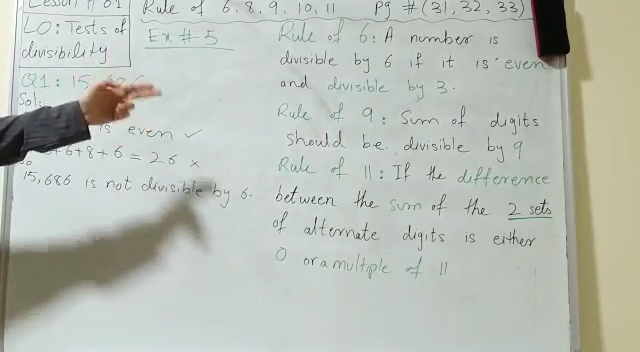 Lesson # 01 Rule of 6, 8, 9, 10, 11 Pg # (31, 32, 33)
LO: Tests of
divisibility
Ex # 5
Q1: 15,
Sol:
is even ✓
+6+8+6 = 26 ×
So
15,686 is not divisible by 6.
Rule of 6: A number is
divisible by 6 if it is even
and divisible by 3.
Rule of 9: Sum of digits
should be divisible by 9
Rule of 11: If the difference
between the sum of the 2 sets
of alternate digits is either
0 or a multiple of 11